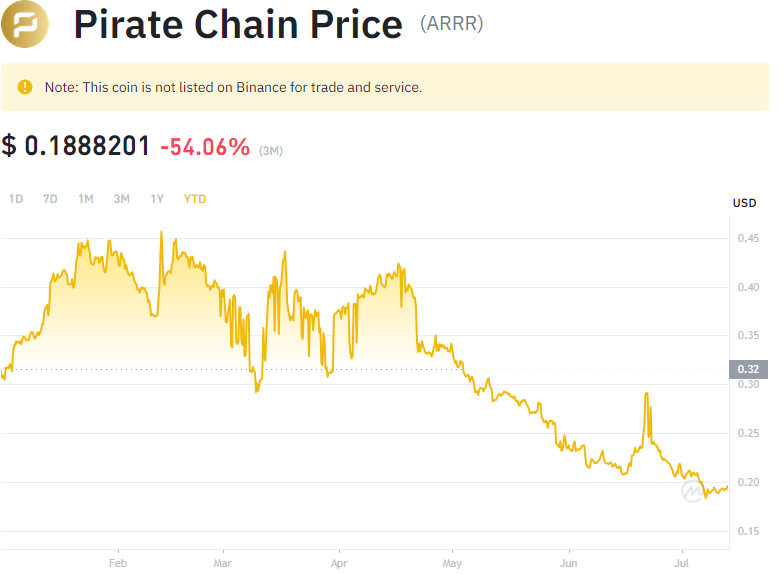 Pirate Chain Price (ARRR)
Note: This coin is not listed on Binance for trade and service.
$ 0.1888201 -54.06% (3M)
1D 7D 1M 3M 1Y YTD
USD
0.45
0.40
0.35
0.32
0.30
0.25
0.20
0.15
Feb Mar Apr May Jun Jul